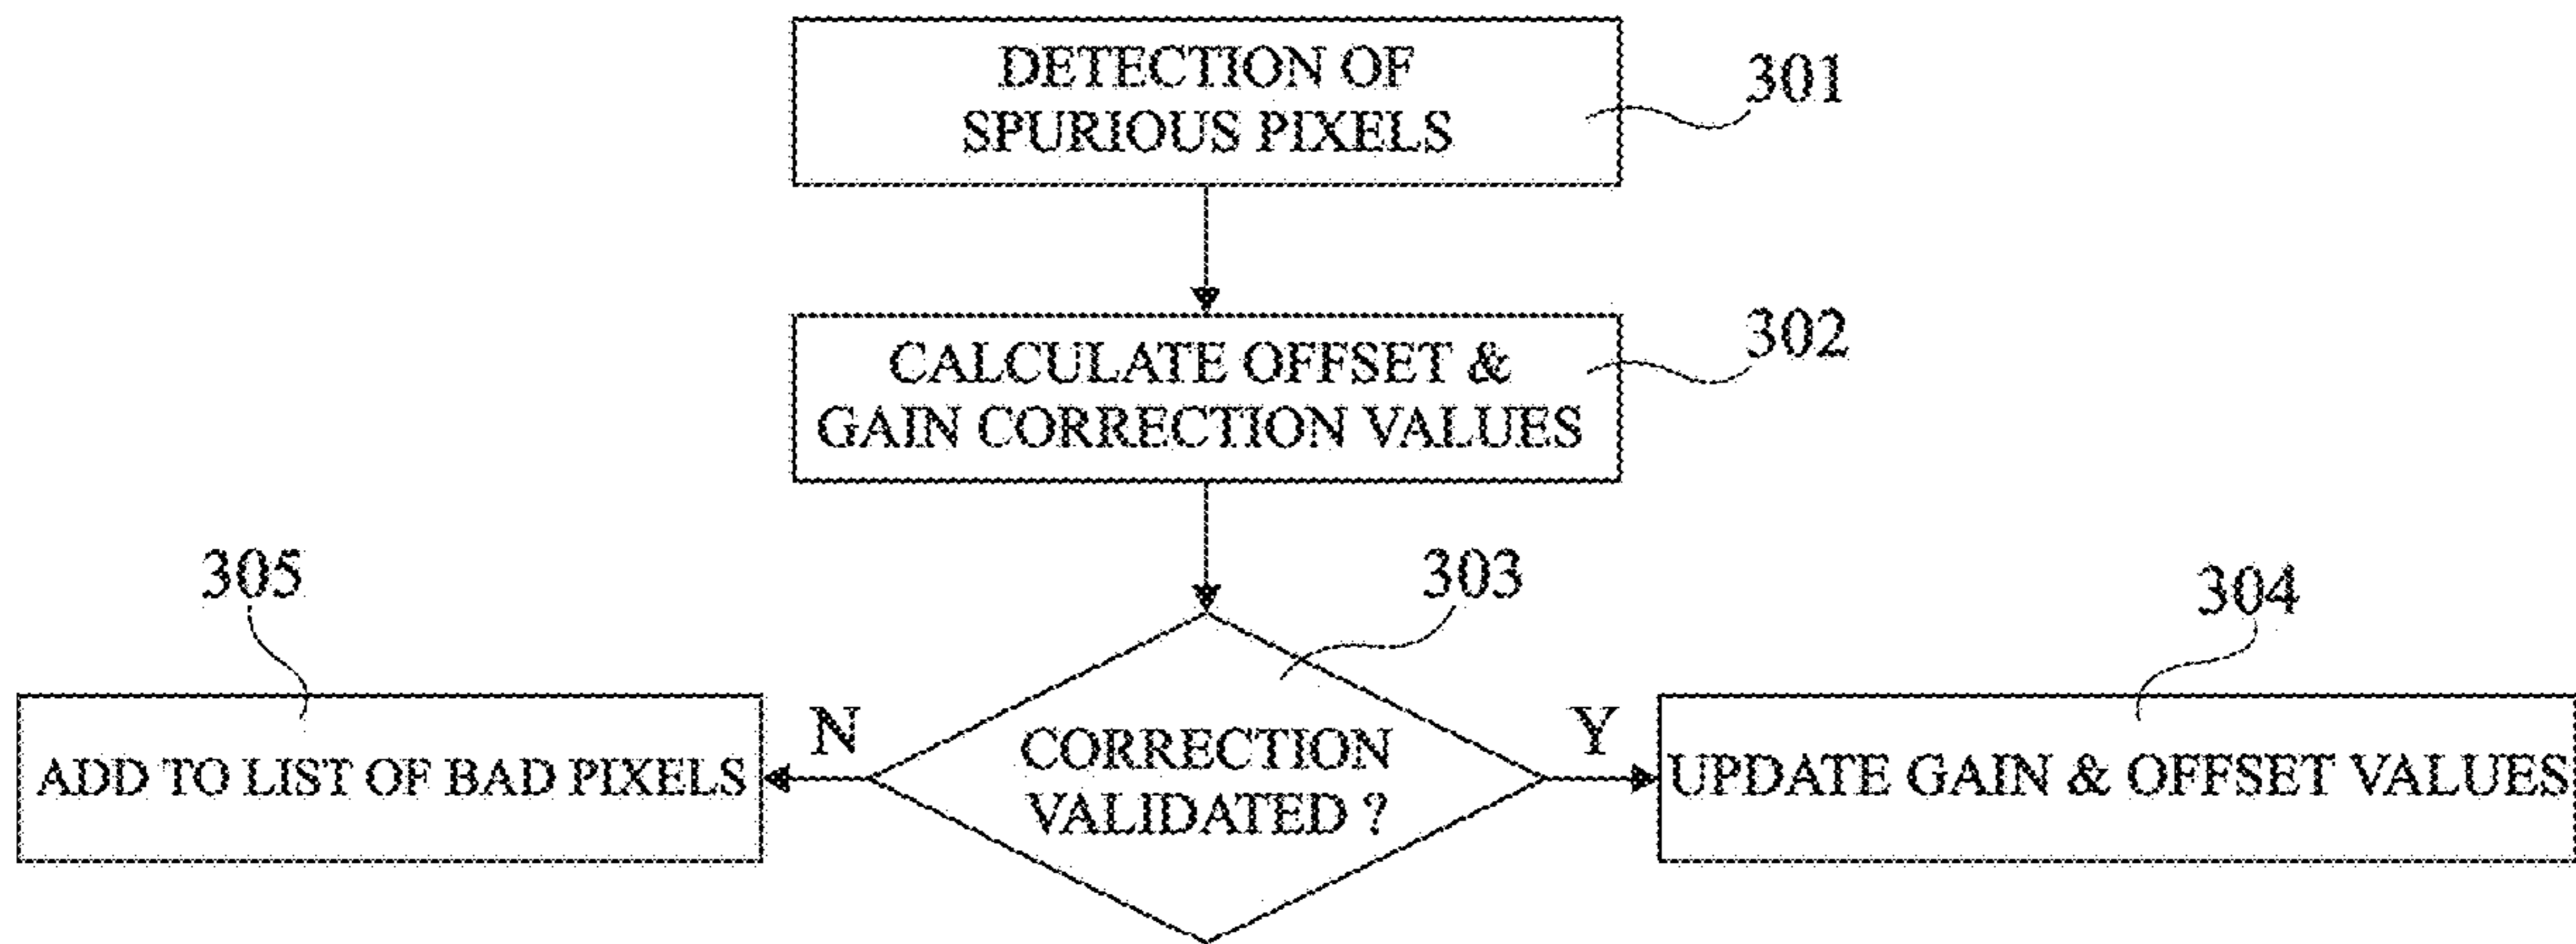 DETECTION OF
SPURIOUS PIXELS
301
CALCULATE OFFSET &
GAIN CORRECTION VALUES
302
303
CORRECTION
VALIDATED ?
N
305
ADD TO LIST OF BAD PIXELS
Y
304
UPDATE GAIN & OFFSET VALUES